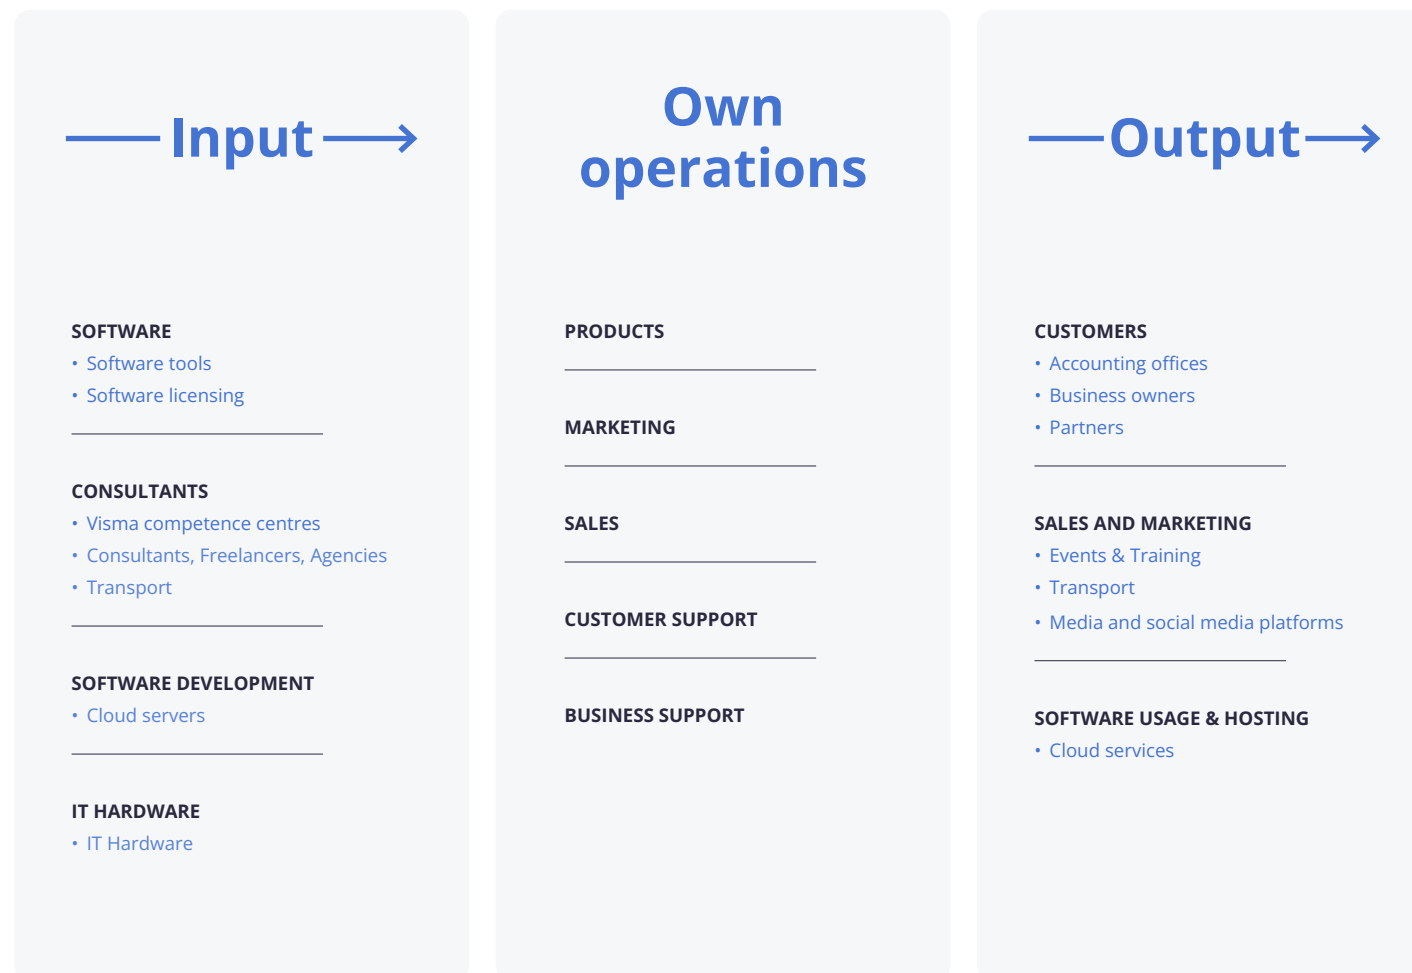 Input
SOFTWARE
• Software tools
• Software licensing
CONSULTANTS
• Visma competence centres
• Consultants, Freelancers, Agencies
• Transport
SOFTWARE DEVELOPMENT
• Cloud servers
IT HARDWARE
• IT Hardware
Own
operations
PRODUCTS
MARKETING
SALES
CUSTOMER SUPPORT
BUSINESS SUPPORT
Output
CUSTOMERS
• Accounting offices
• Business owners
• Partners
SALES AND MARKETING
• Events & Training
• Transport
• Media and social media platforms
SOFTWARE USAGE & HOSTING
• Cloud services